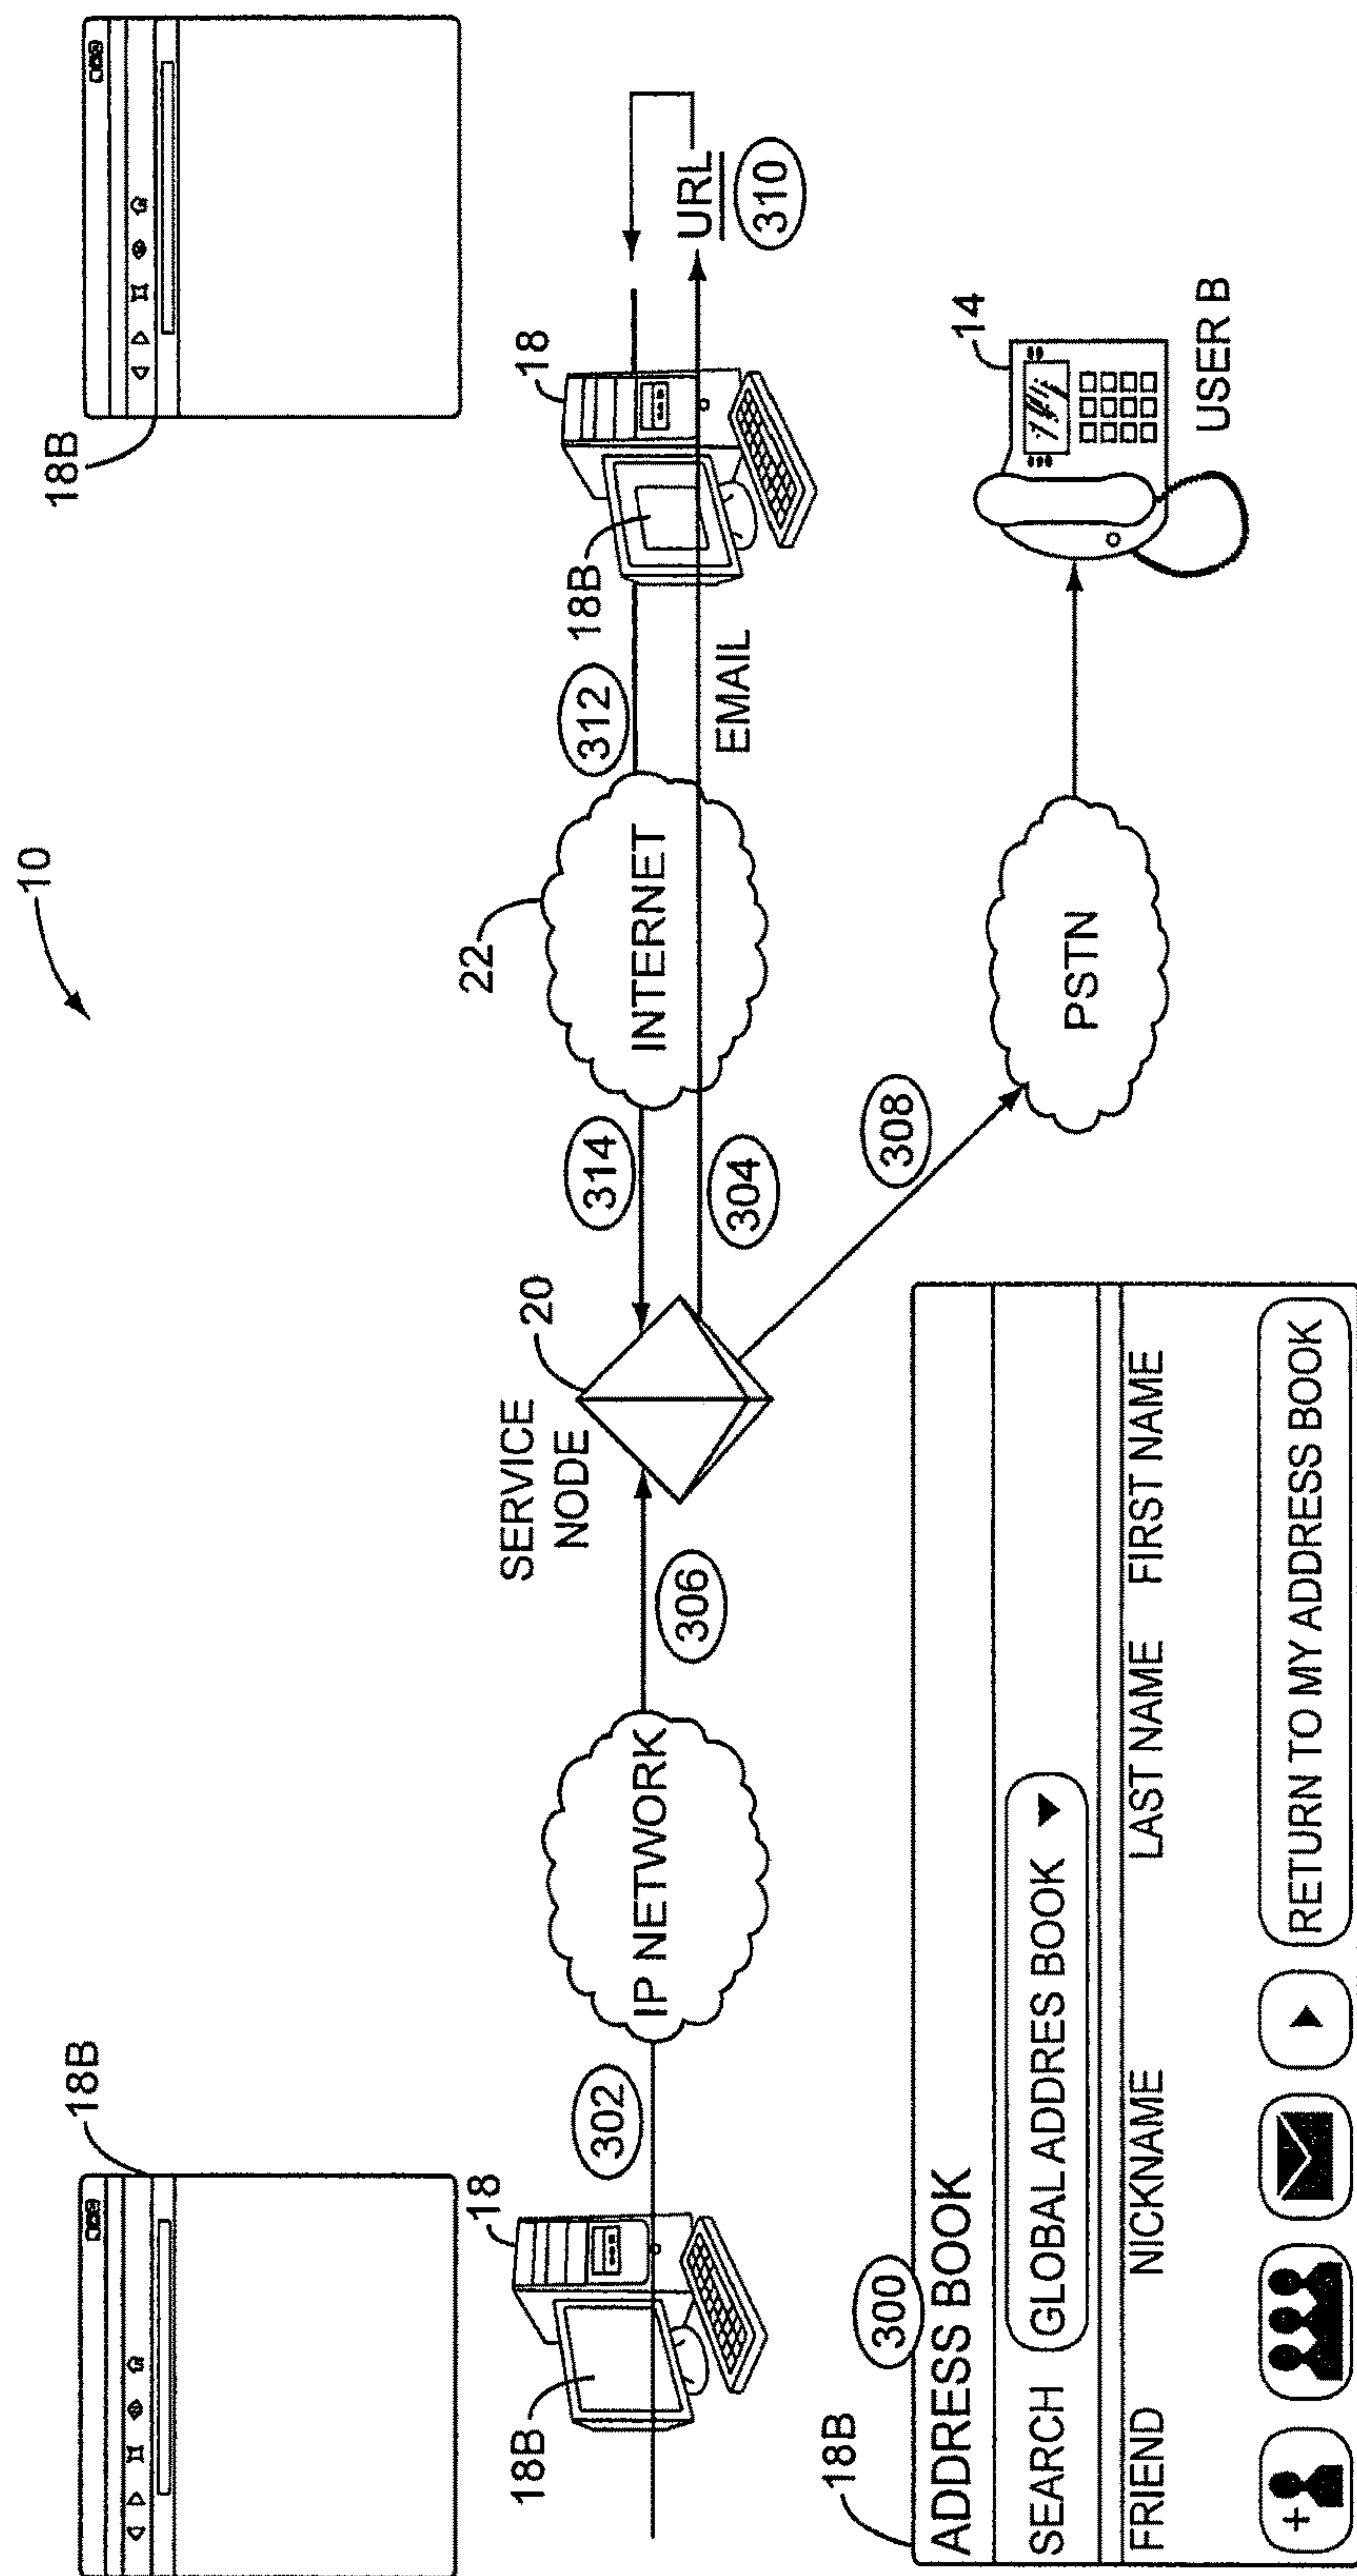 10
18B
18B
18
302
18B
IP NETWORK
306
SERVICE
NODE
20
314
304
308
22
INTERNET
312
EMAIL
18B
18
URL
310
PSTN
14
USER B
18B
300
ADDRESS BOOK
SEARCH GLOBAL ADDRES BOOK
FRIEND NICKNAME LAST NAME FIRST NAME
+ RETURN TO MY ADDRESS BOOK